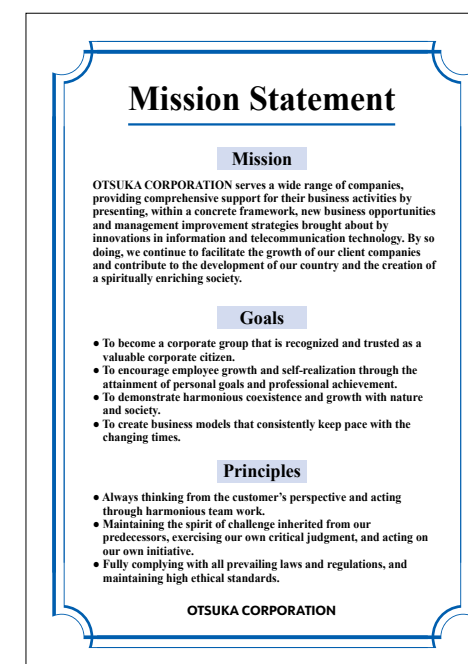 Mission Statement
Mission
OTSUKA CORPORATION serves a wide range of companies,
providing comprehensive support for their business activities by
presenting, within a concrete framework, new business opportunities
and management improvement strategies brought about by
innovations in information and telecommunication technology. By so
doing, we continue to facilitate the growth of our client companies
and contribute to the development of our country and the creation of
a spiritually enriching society.
Goals
● To become a corporate group that is recognized and trusted as a
valuable corporate citizen.
● To encourage employee growth and self-realization through the
attainment of personal goals and professional achievement.
● To demonstrate harmonious coexistence and growth with nature
and society.
● To create business models that consistently keep pace with the
changing times.
Principles
● Always thinking from the customer's perspective and acting
through harmonious team work.
● Maintaining the spirit of challenge inherited from our
predecessors, exercising our own critical judgment, and acting on
our own initiative.
● Fully complying with all prevailing laws and regulations, and
maintaining high ethical standards.
OTSUKA CORPORATION